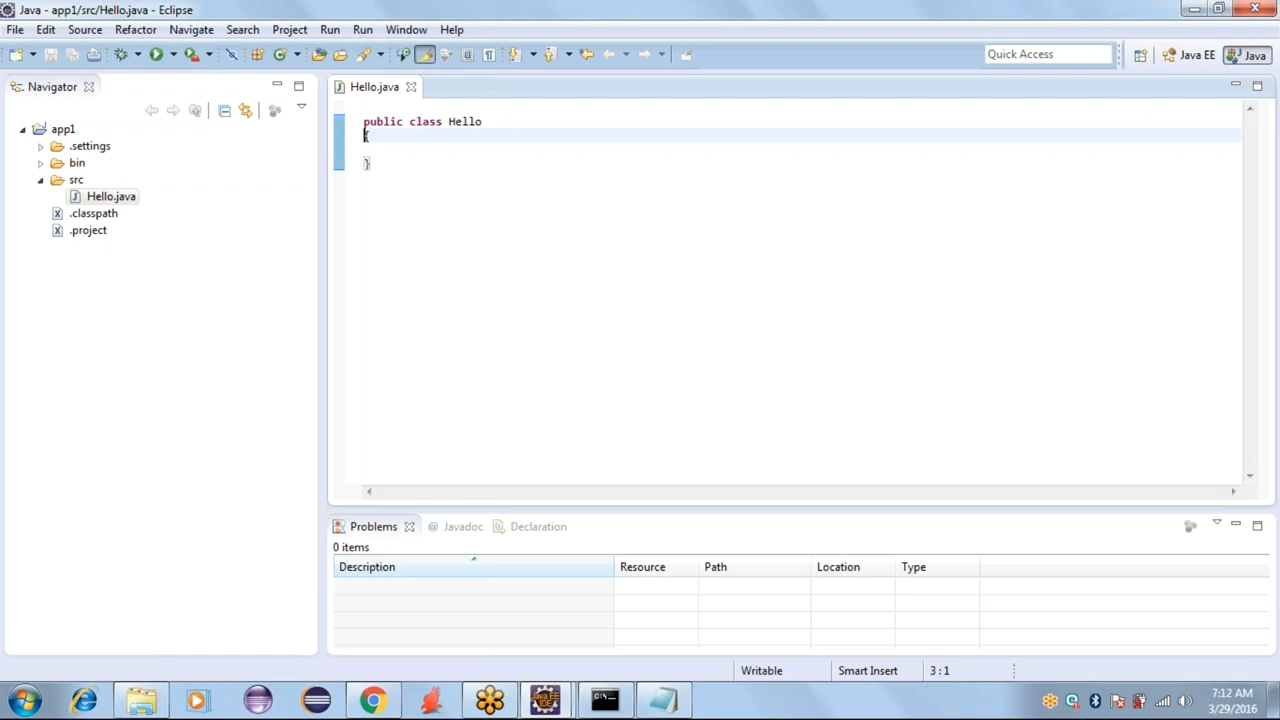 Java - app1/src/Hello.java - Eclipse
File Edit Source Refactor Navigate Search Project Run Run Window Help
Quick Access Java EE Java
Navigator
app1
.settings
bin
src
Hello.java
.classpath
.project
Hello.java
public class Hello
{
}
Problems @ Javadoc Declaration
0 items
Description Resource Path Location Type
Writable Smart Insert 3 : 1
7:12 AM
3/29/2016